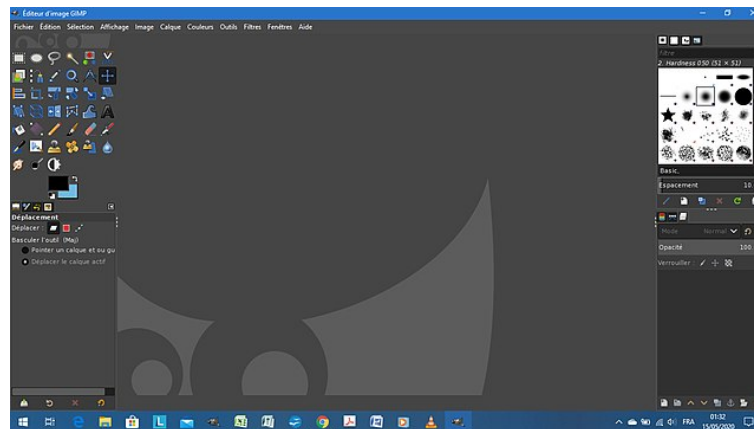 Éditeur d'image GIMP
Fichier Édition Sélection Affichage Image Calque Couleurs Outils Filtres Fenêtres Aide
filtre
2. Hardness 050 (51 × 51)
Basic,
Espacement 10.
Déplacement
Déplacer :
Basculer l'outil (Maj)
Pointer un calque et ou gu
Déplacer le calque actif
Mode Normal
Opacité 100.
Verrouiller :
FRA
01:32
15/05/2020